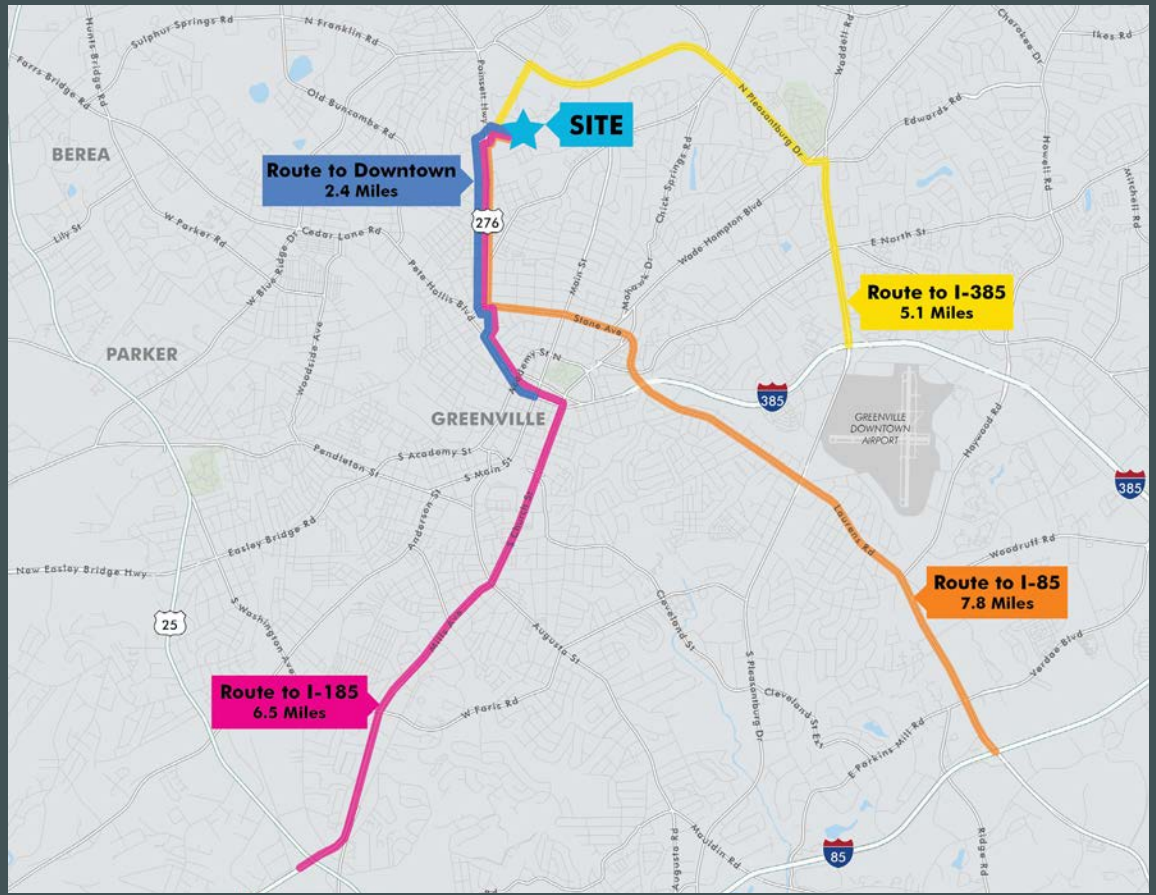 Sulphur Springs Rd
N Franklin Rd
Hunts Bridge Rd
Farrs Bridge Rd
Poinsett Hwy
Old Buncombe Rd
Waddell Rd
Cherokee Dr
Ikes Rd
N Pleasantburg Dr
Edwards Rd
Howell Rd
Mitchell Rd
SITE
BEREA
Route to Downtown
2.4 Miles
276
Chick Springs Rd
Lily St
W Parker Rd
W Blue Ridge Dr
Cedar Lane Rd
Pete Hollis Blvd
Main St
Mohawk Dr
Wade Hampton Blvd
E North St
Route to I-385
5.1 Miles
Stone Ave
PARKER
Woodside Ave
Academy St N
GREENVILLE
385
GREENVILLE
DOWNTOWN
AIRPORT
Haywood Rd
385
Pendleton St
S Academy St
S Main St
Anderson St
S Church St
Easley Bridge Rd
New Easley Bridge Hwy
Laurens Rd
Woodruff Rd
Route to I-85
7.8 Miles
25
S Washington Ave
Mills Ave
Augusta St
Cleveland St
S Pleasantburg Dr
Verdae Blvd
Route to I-185
6.5 Miles
W Faris Rd
Cleveland St Ext
E Parkins Mill Rd
Augusta Rd
Mauldin Rd
85
Ridge Rd